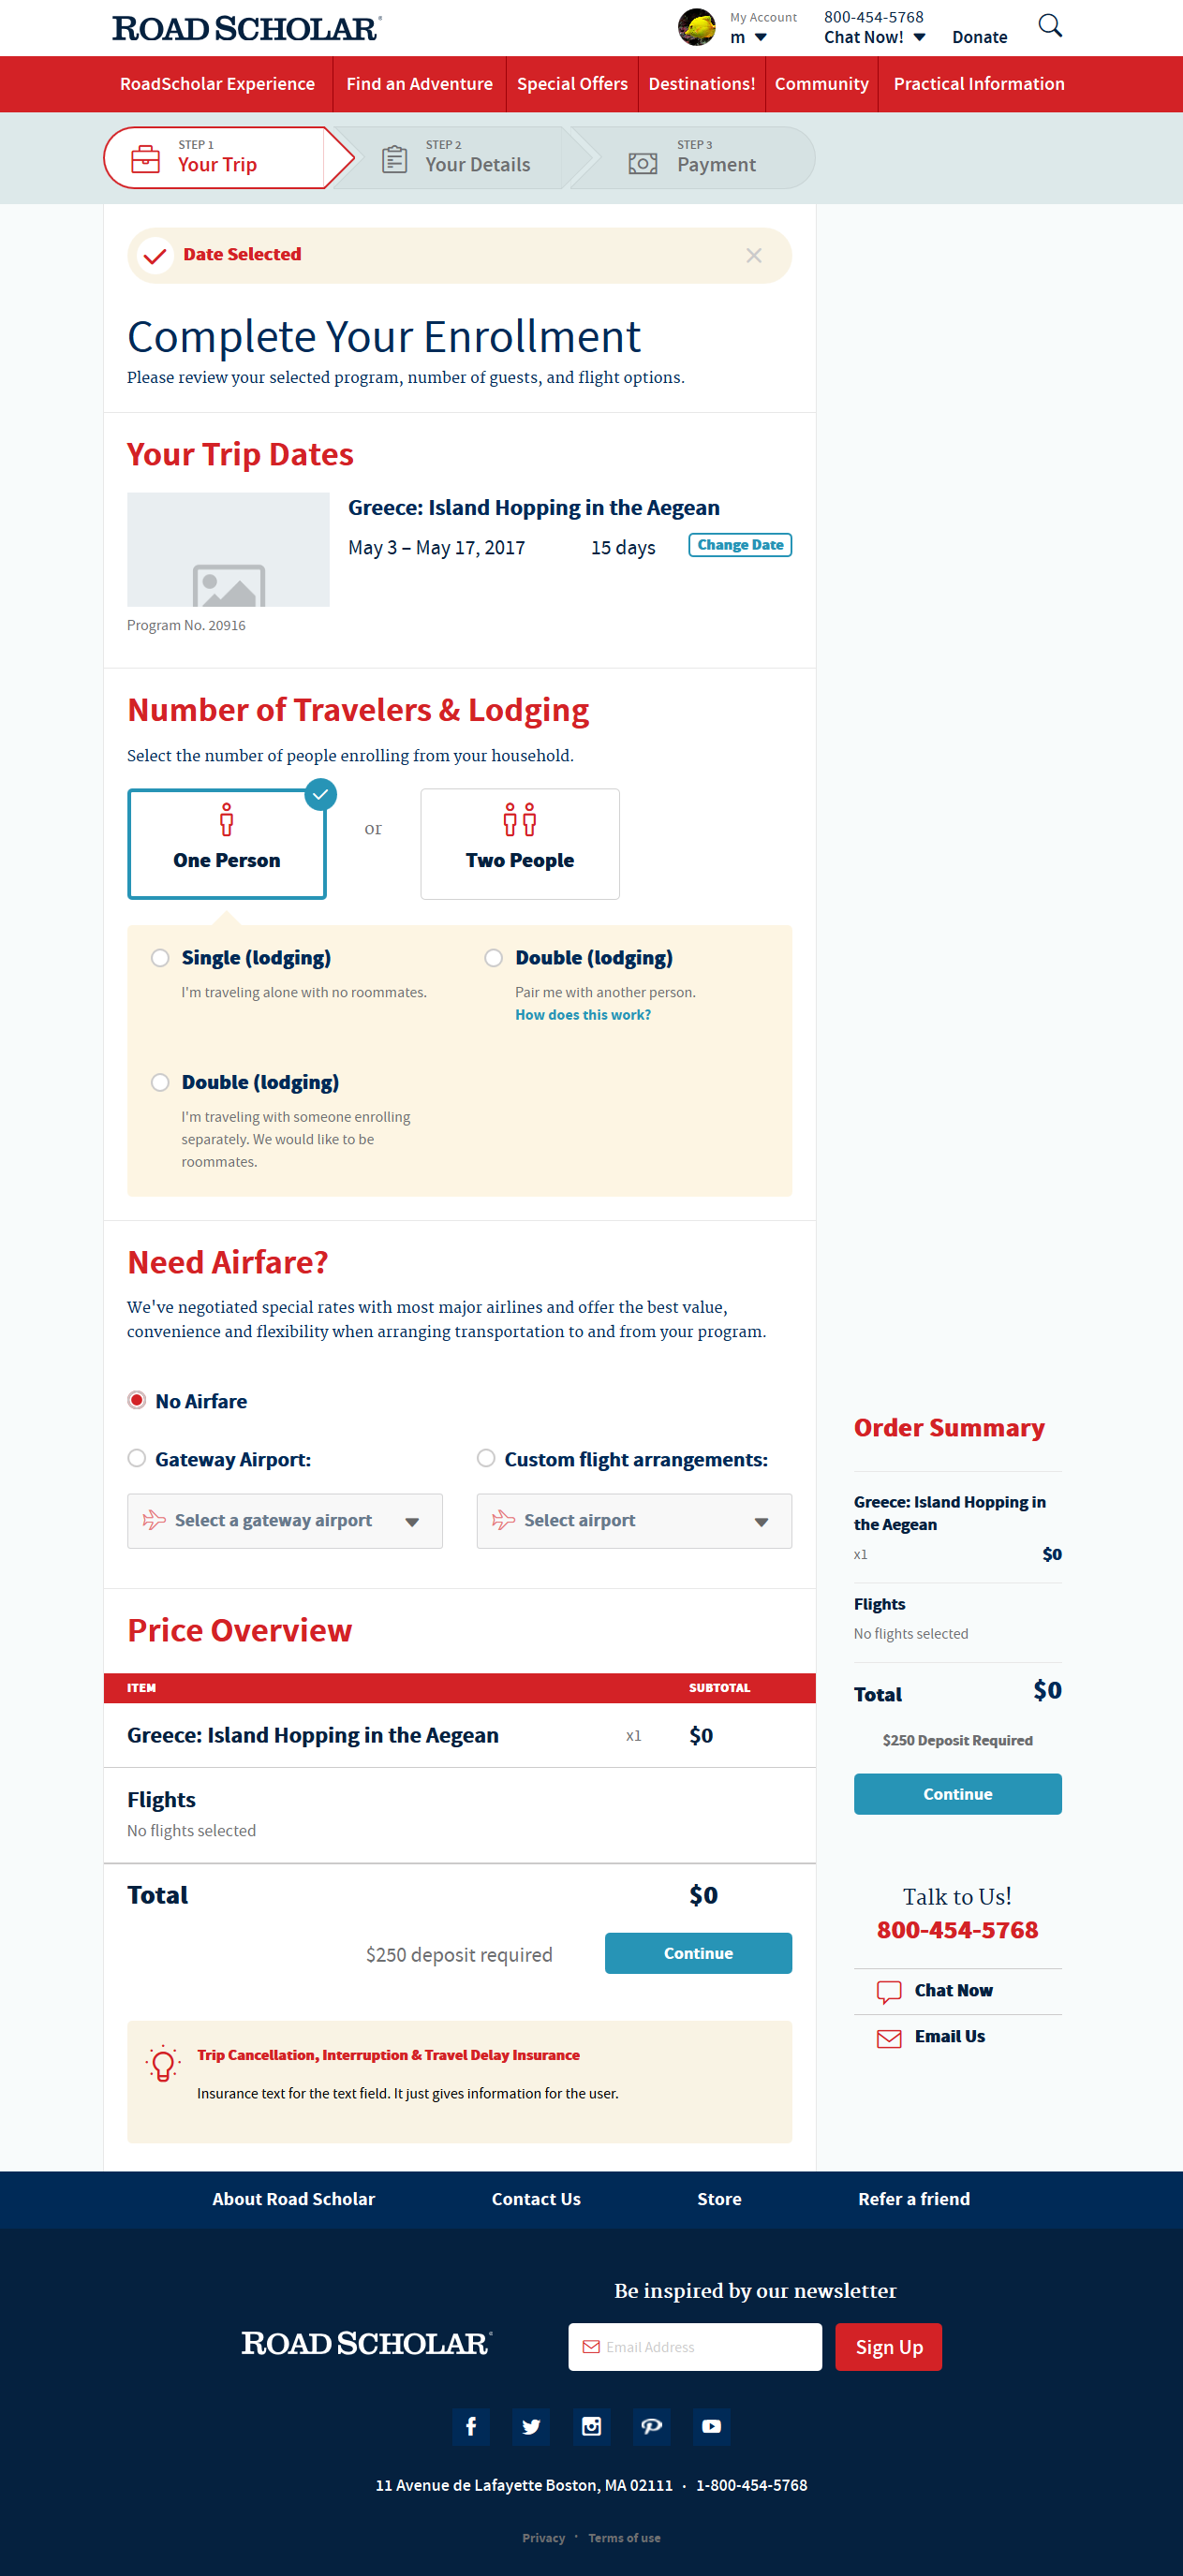 ROAD SCHOLAR®
My Account
m
800-454-5768
Chat Now!
Donate
RoadScholar Experience
Find an Adventure
Special Offers
Destinations!
Community
Practical Information
STEP 1
Your Trip
STEP 2
Your Details
STEP 3
Payment
Date Selected
Complete Your Enrollment
Please review your selected program, number of guests, and flight options.
Your Trip Dates
Greece: Island Hopping in the Aegean
May 3 – May 17, 2017
15 days
Change Date
Program No. 20916
Number of Travelers & Lodging
Select the number of people enrolling from your household.
One Person
or
Two People
Single (lodging)
I'm traveling alone with no roommates.
Double (lodging)
Pair me with another person.
How does this work?
Double (lodging)
I'm traveling with someone enrolling
separately. We would like to be
roommates.
Need Airfare?
We've negotiated special rates with most major airlines and offer the best value,
convenience and flexibility when arranging transportation to and from your program.
No Airfare
Gateway Airport:
Select a gateway airport
Custom flight arrangements:
Select airport
Price Overview
ITEM
SUBTOTAL
Greece: Island Hopping in the Aegean
x1
$0
Flights
No flights selected
Total
$0
$250 deposit required
Continue
Trip Cancellation, Interruption & Travel Delay Insurance
Insurance text for the text field. It just gives information for the user.
Order Summary
Greece: Island Hopping in
the Aegean
x1
$0
Flights
No flights selected
Total
$0
$250 Deposit Required
Continue
Talk to Us!
800-454-5768
Chat Now
Email Us
About Road Scholar
Contact Us
Store
Refer a friend
ROAD SCHOLAR®
Be inspired by our newsletter
Email Address
Sign Up
11 Avenue de Lafayette Boston, MA 02111 · 1-800-454-5768
Privacy · Terms of use